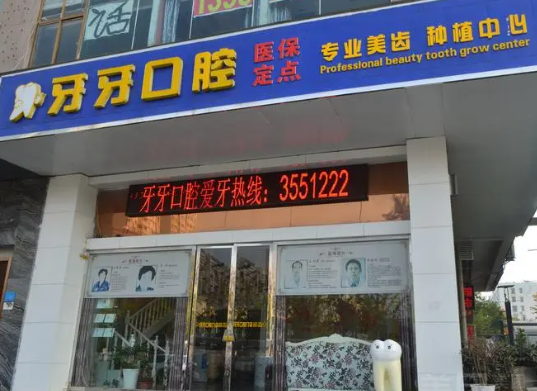 活
牙牙口腔
医保
定点
专业美齿 种植中心
Professional beauty tooth grow center
牙牙口腔爱牙热线：3551222